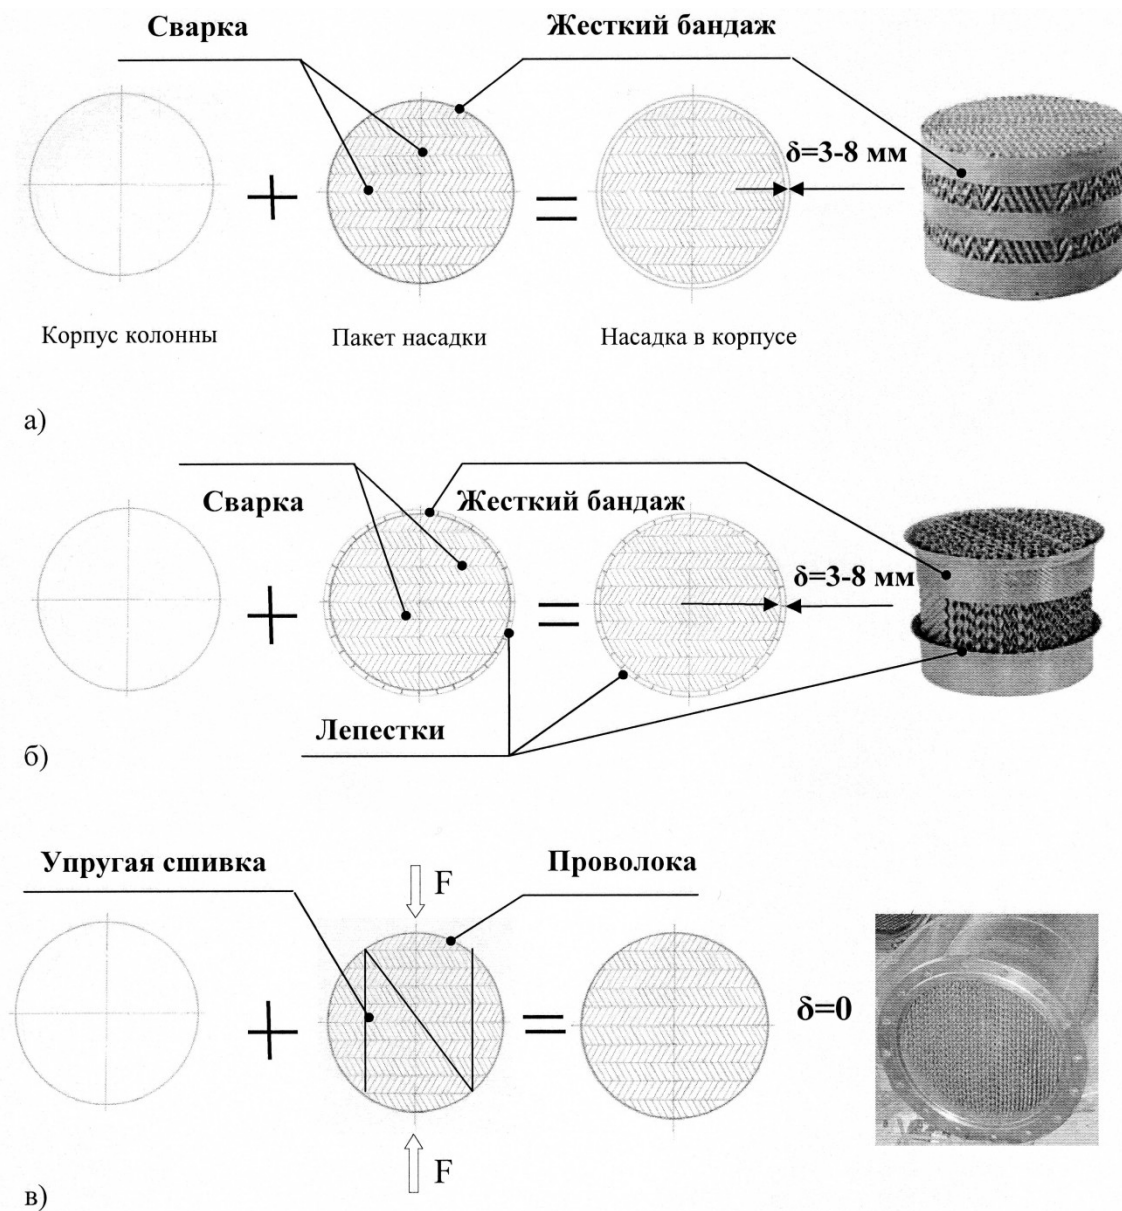 Сварка
Жесткий бандаж
δ=3-8 мм
Корпус колонны
Пакет насадки
Насадка в корпусе
а)
Сварка
Жесткий бандаж
δ=3-8 мм
Лепестки
б)
Упругая сшивка
F
Проволока
δ=0
F
в)